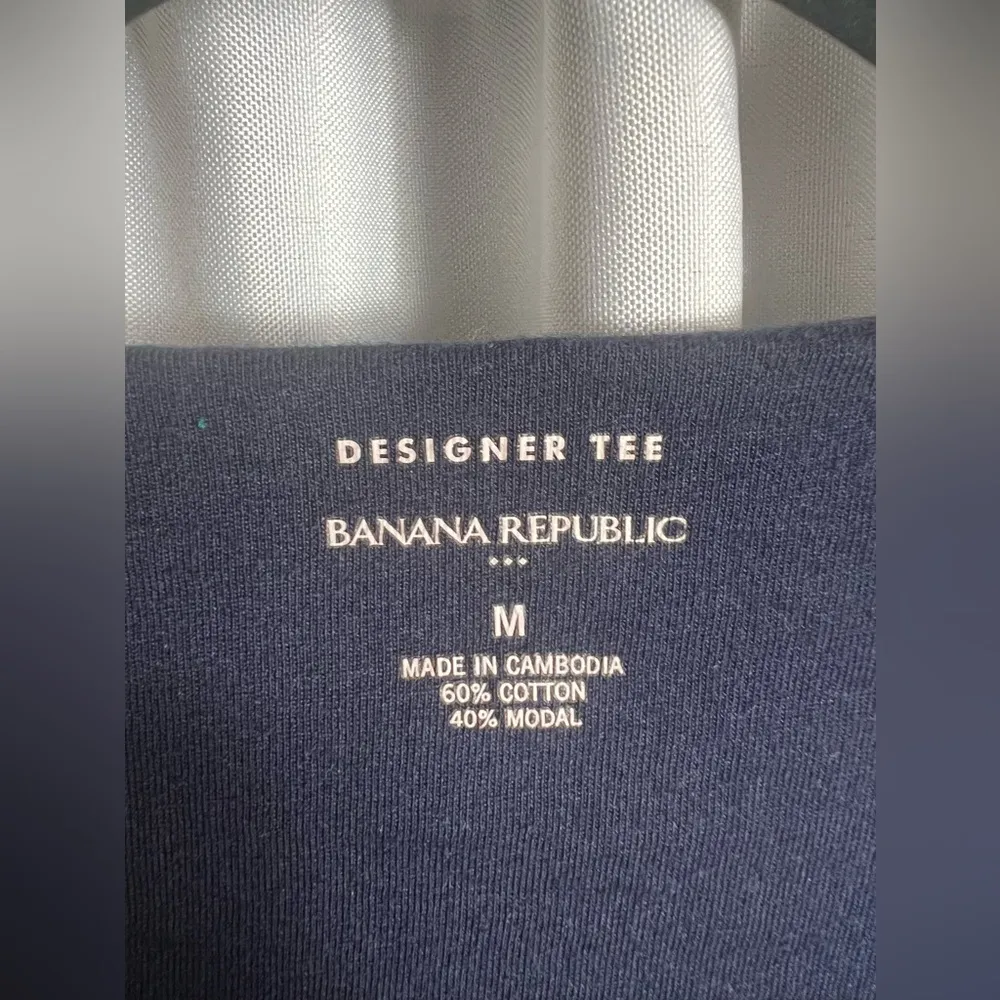 DESIGNER TEE
BANANA REPUBLIC
M
MADE IN CAMBODIA
60% COTTON
40% MODAL